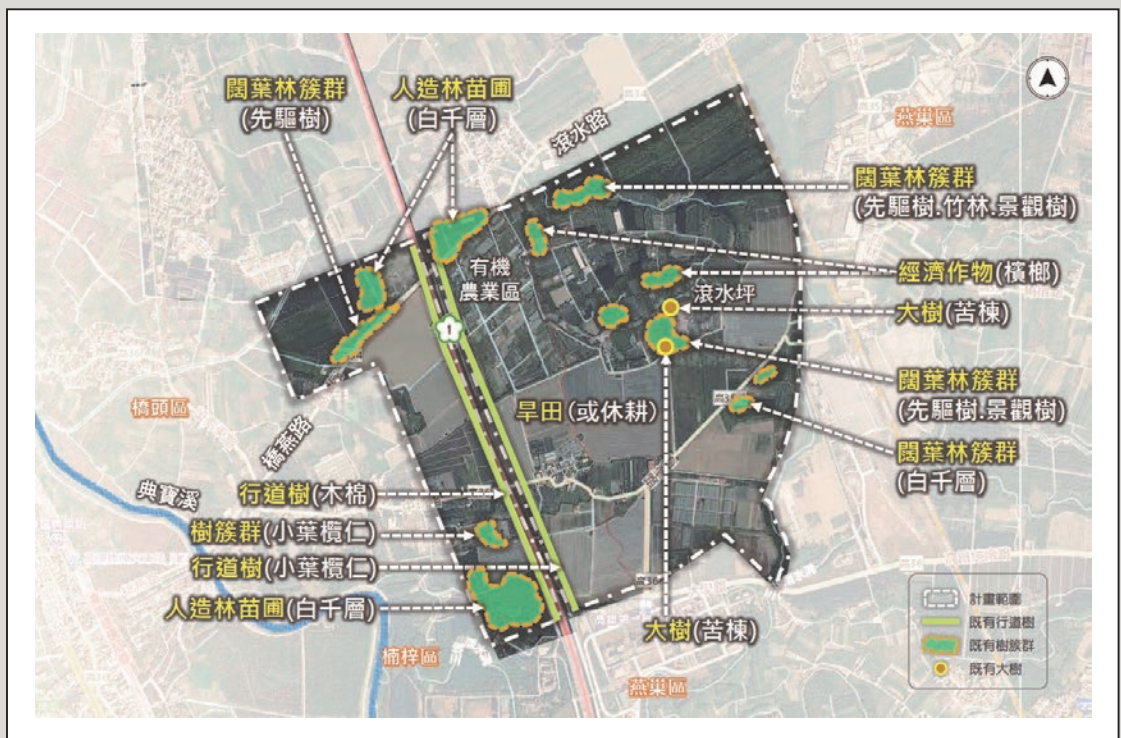 闊葉林簇群
(先驅樹)
人造林苗圃
(白千層)
滾水路
燕巢區
闊葉林簇群
(先驅樹.竹林.景觀樹)
有機
農業區
經濟作物(檳榔)
滾水坪
大樹(苦楝)
1
闊葉林簇群
(先驅樹.景觀樹)
橋頭區
旱田(或休耕)
橋燕路
闊葉林簇群
(白千層)
典寶溪
行道樹(木棉)
樹簇群(小葉欖仁)
行道樹(小葉欖仁)
人造林苗圃(白千層)
高36
大樹(苦楝)
楠梓區
燕巢區
計畫範圍
既有行道樹
既有樹簇群
既有大樹